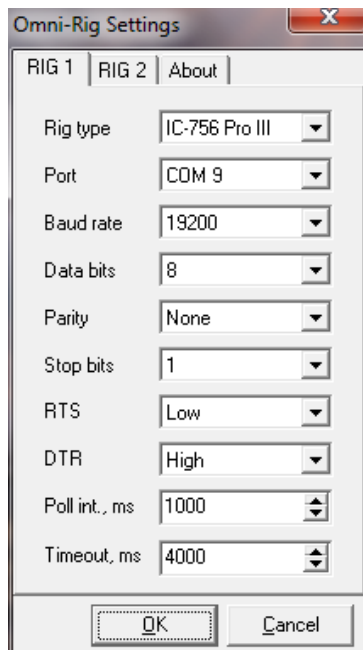 Omni-Rig Settings
RIG 1 RIG 2 About
Rig type IC-756 Pro III
Port COM 9
Baud rate 19200
Data bits 8
Parity None
Stop bits 1
RTS Low
DTR High
Poll int., ms 1000
Timeout, ms 4000
OK Cancel